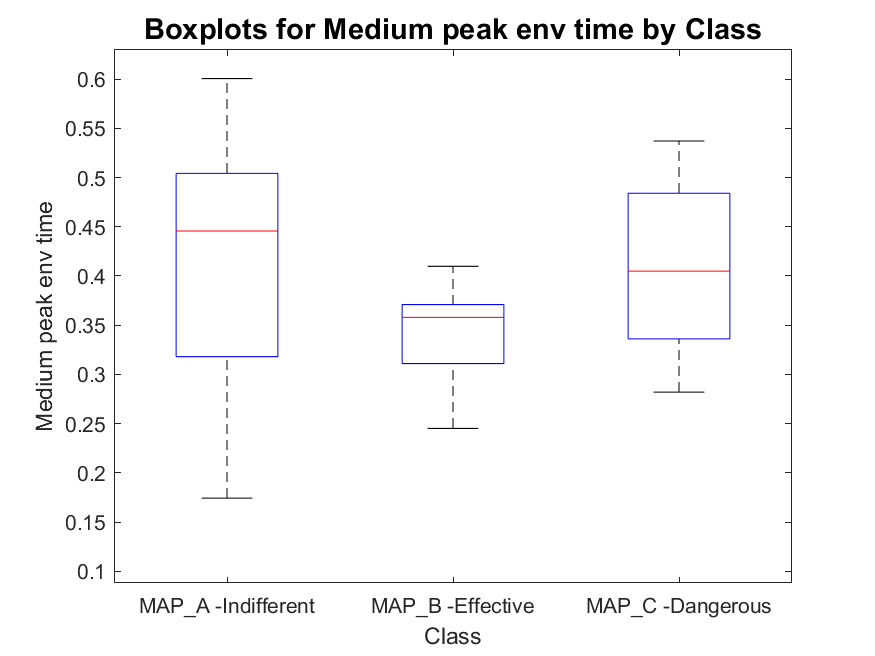 Boxplots for Medium peak env time by Class
Medium peak env time
0.6
0.55
0.5
0.45
0.4
0.35
0.3
0.25
0.2
0.15
0.1
MAP_A -Indifferent MAP_B -Effective MAP_C -Dangerous
Class